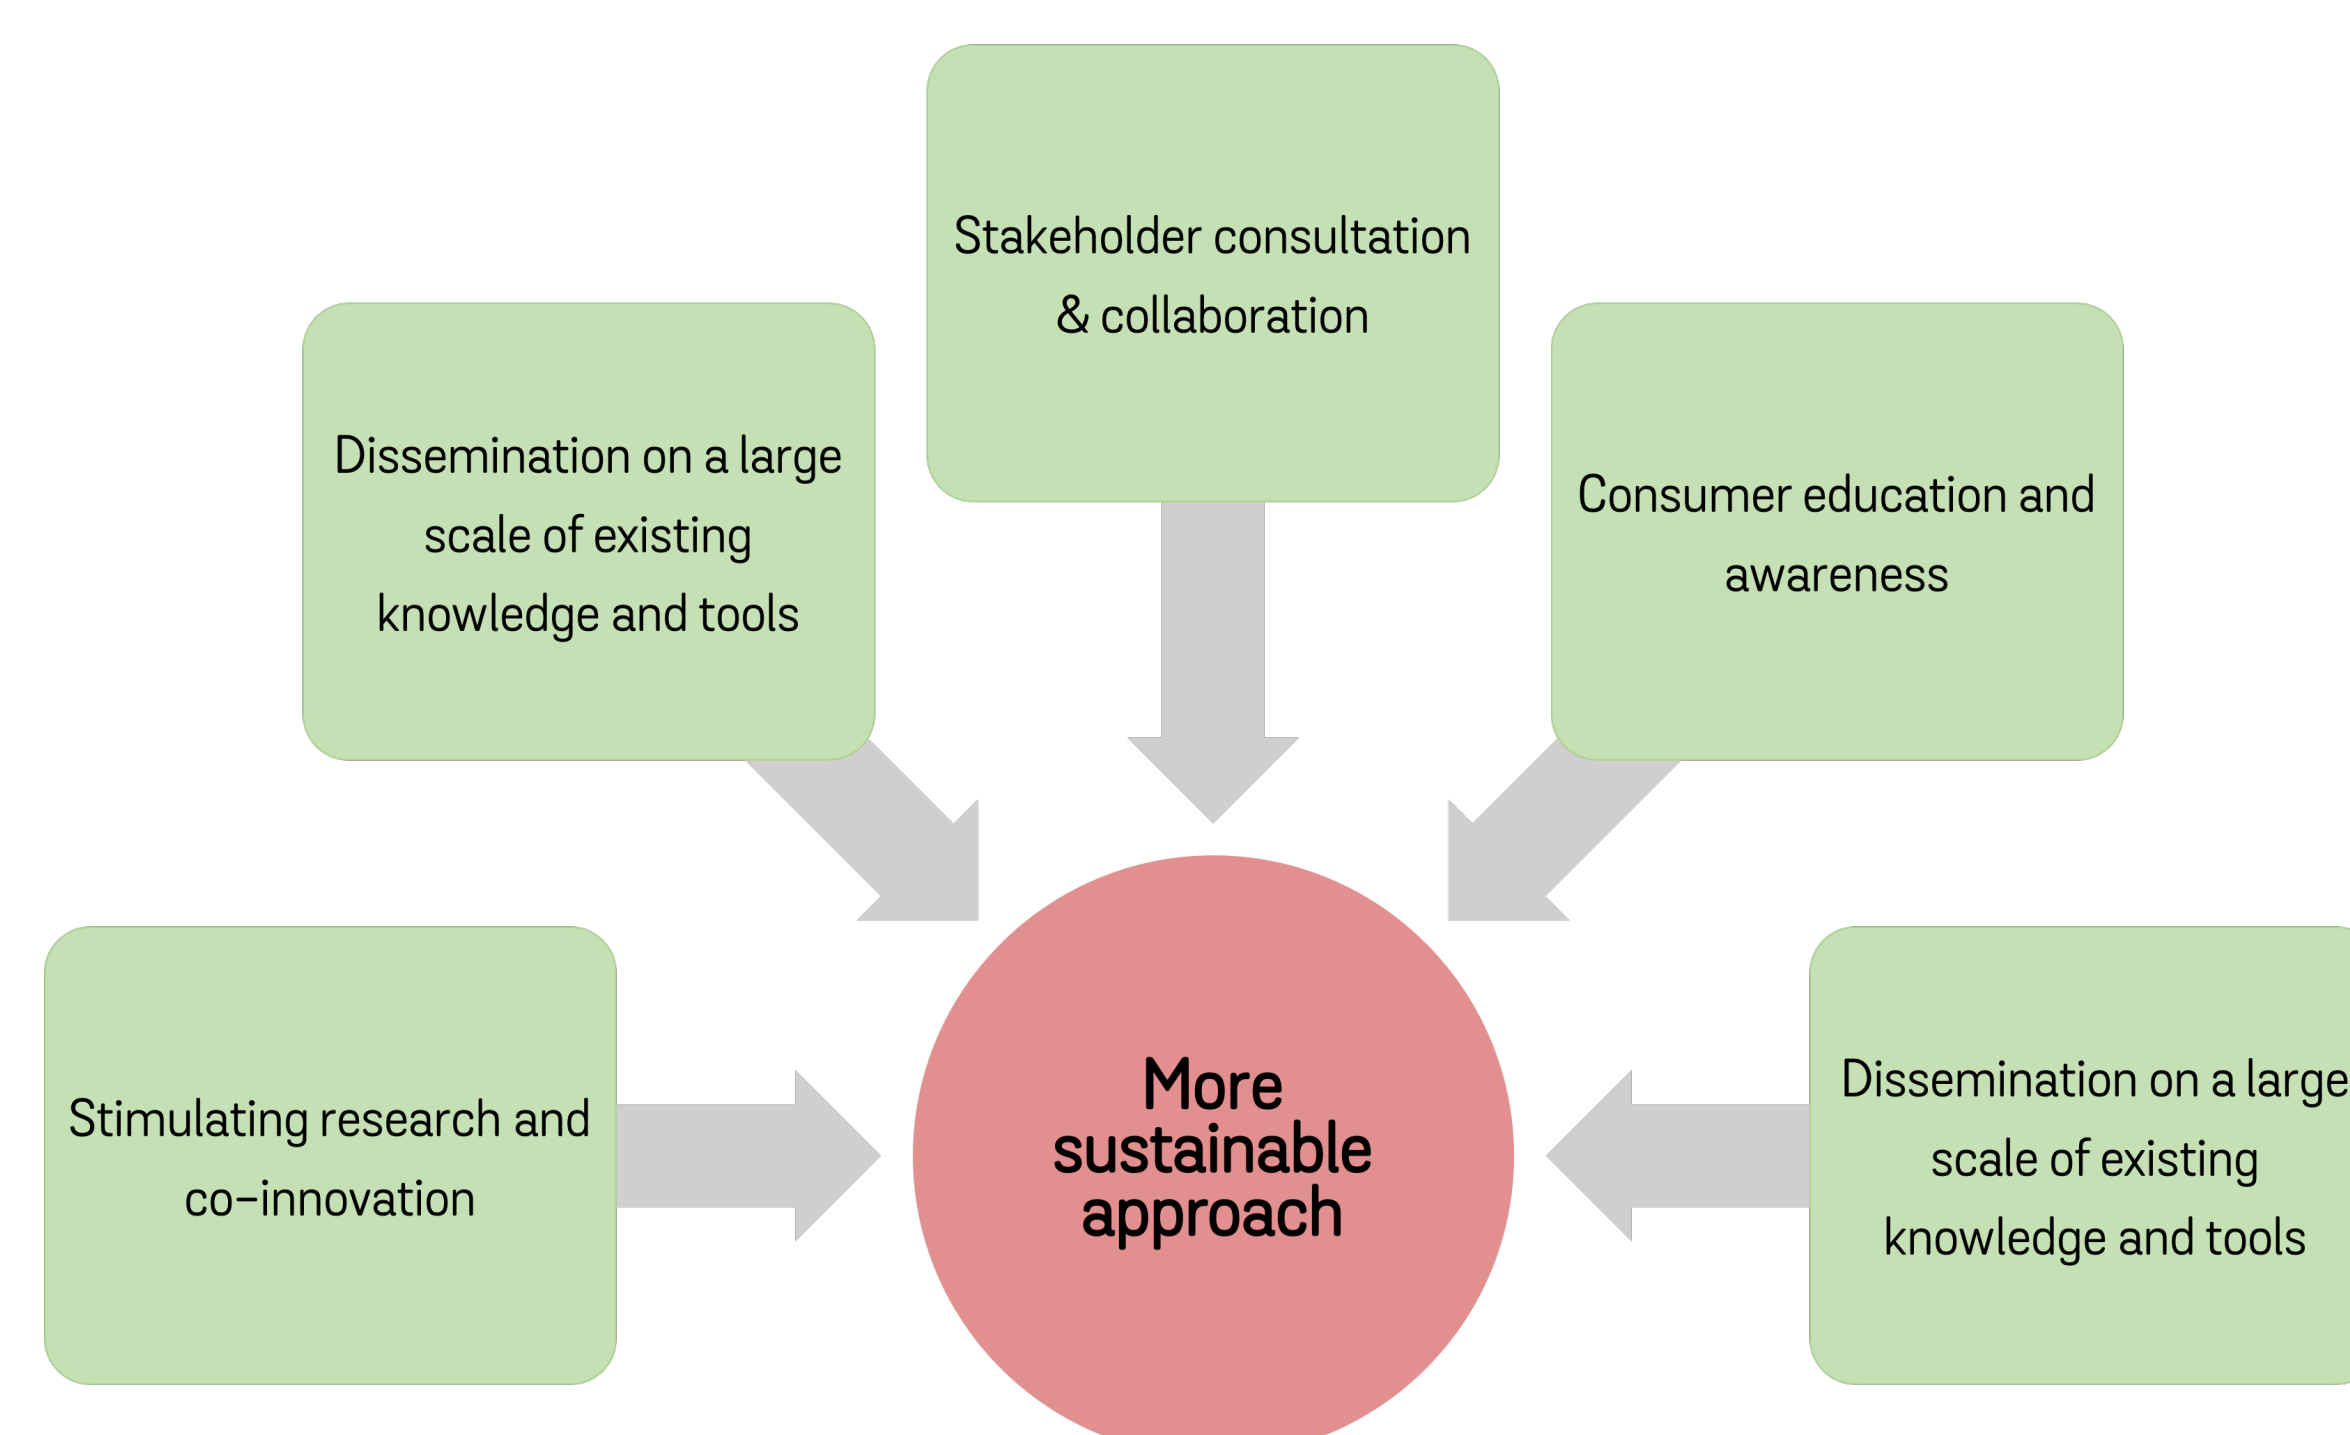 Stakeholder consultation
& collaboration
Dissemination on a large
scale of existing
knowledge and tools
Consumer education and
awareness
Stimulating research and
co-innovation
More
sustainable
approach
Dissemination on a large
scale of existing
knowledge and tools